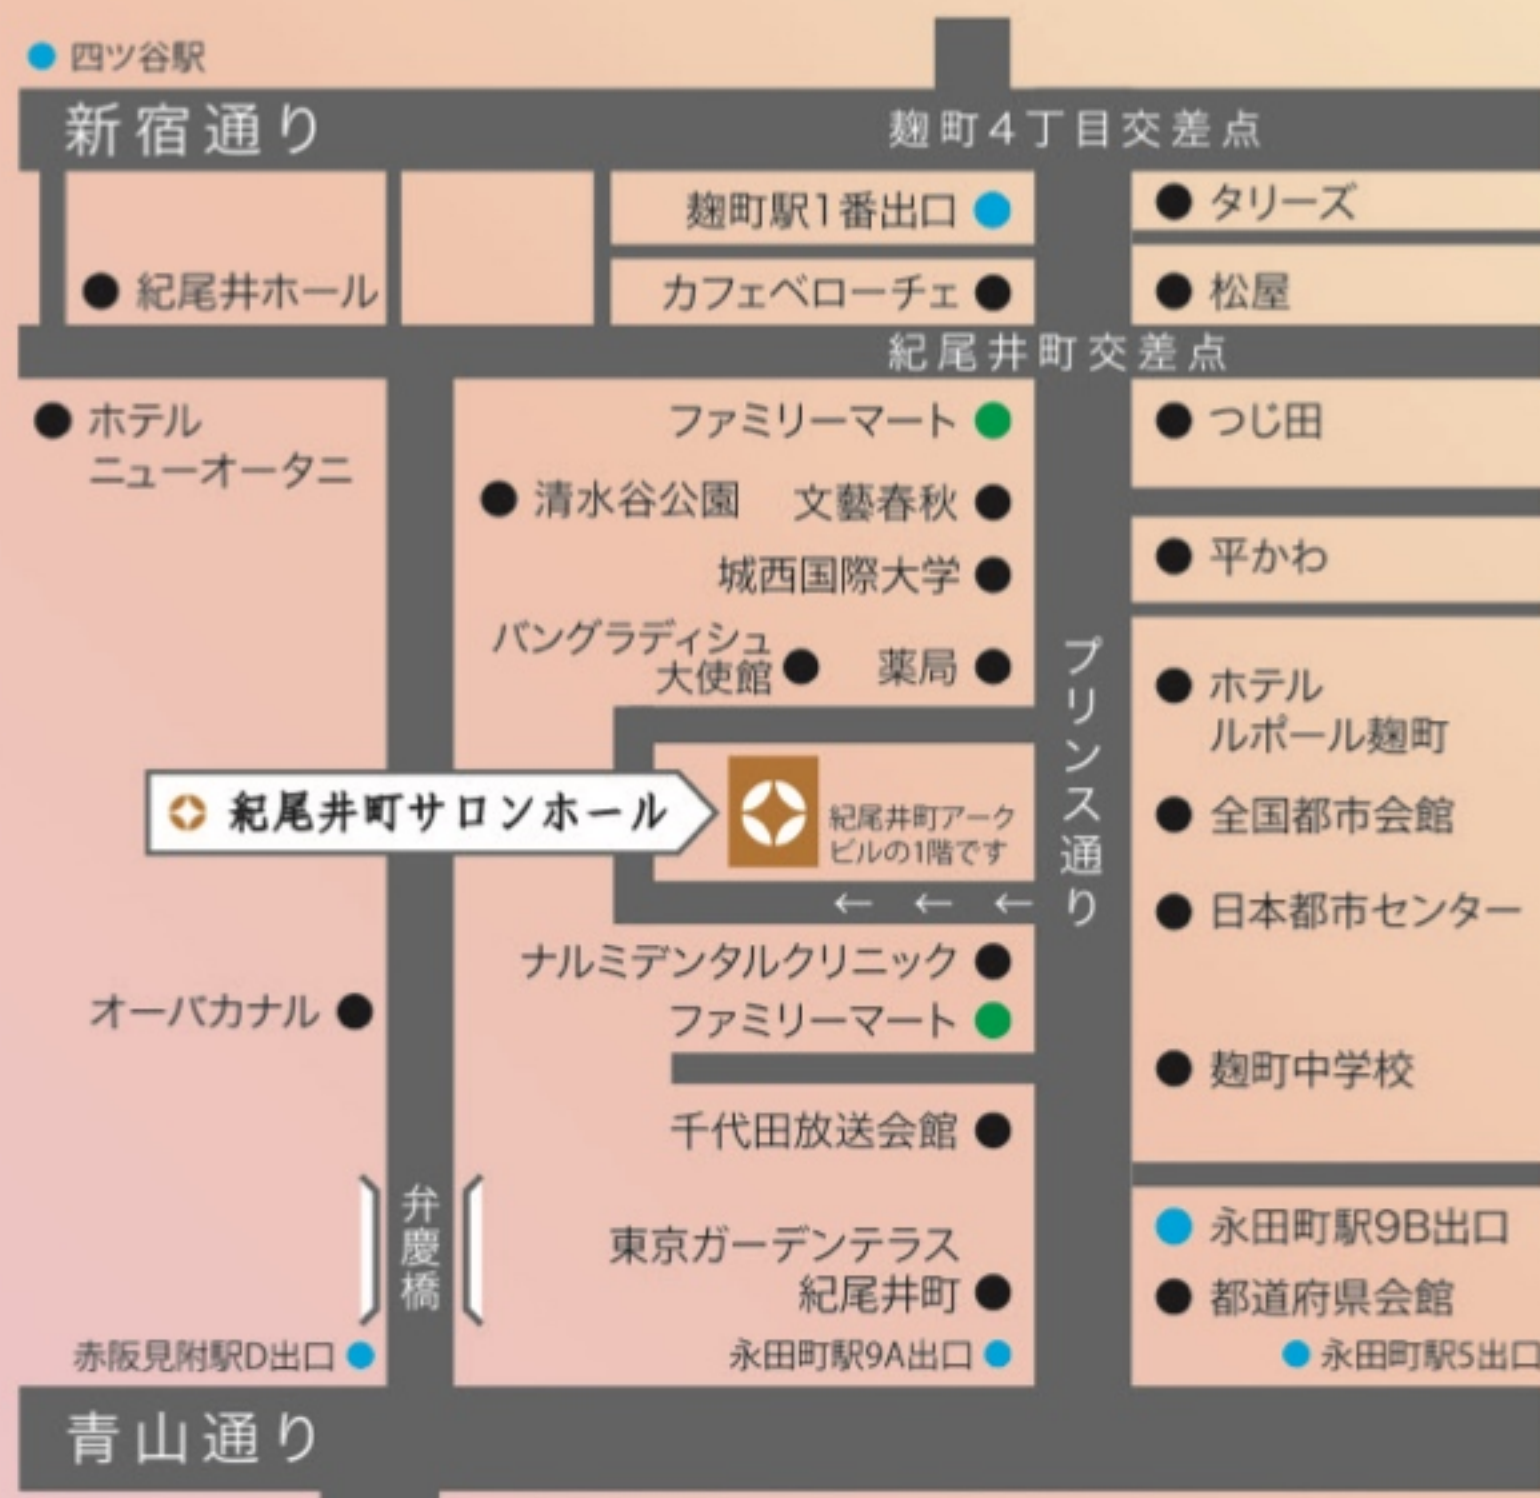 四ツ谷駅
新宿通り
麹町4丁目交差点
麹町駅1番出口
タリーズ
紀尾井ホール
カフェベローチェ
松屋
紀尾井町交差点
ホテル
ニューオータニ
ファミリーマート
つじ田
清水谷公園
文藝春秋
城西国際大学
平かわ
バングラディシュ
大使館
薬局
プリンス通り
ホテル
ルポール麹町
紀尾井町サロンホール
紀尾井町アーク
ビルの1階です
全国都市会館
← ← ←
日本都市センター
ナルミデンタルクリニック
オーバカナル
ファミリーマート
麹町中学校
千代田放送会館
弁慶橋
東京ガーデンテラス
紀尾井町
永田町駅9B出口
都道府県会館
赤阪見附駅D出口
永田町駅9A出口
永田町駅5出口
青山通り